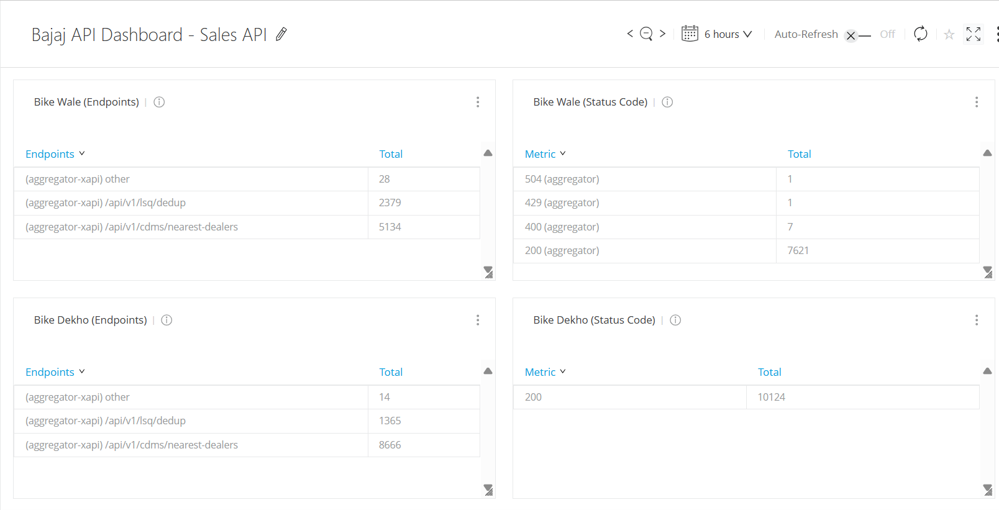 Bajaj API Dashboard - Sales API
6 hours
Auto-Refresh
Off
Bike Wale (Endpoints)
Endpoints Total
(aggregator-xapi) other 28
(aggregator-xapi) /api/v1/lsq/dedup 2379
(aggregator-xapi) /api/v1/cdms/nearest-dealers 5134
Bike Wale (Status Code)
Metric Total
504 (aggregator) 1
429 (aggregator) 1
400 (aggregator) 7
200 (aggregator) 7621
Bike Dekho (Endpoints)
Endpoints Total
(aggregator-xapi) other 14
(aggregator-xapi) /api/v1/lsq/dedup 1365
(aggregator-xapi) /api/v1/cdms/nearest-dealers 8666
Bike Dekho (Status Code)
Metric Total
200 10124